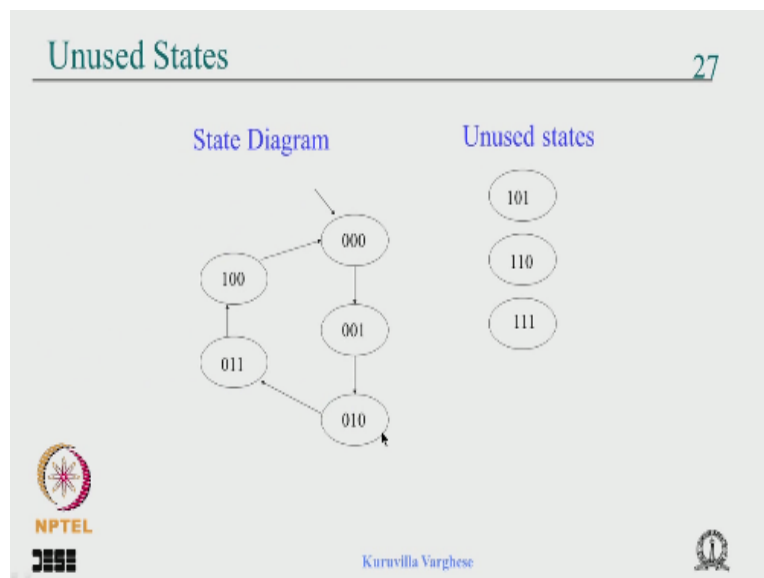 Unused States
27
State Diagram
Unused states
000
100
001
011
010
101
110
111
NPTEL
Kuruvilla Varghese